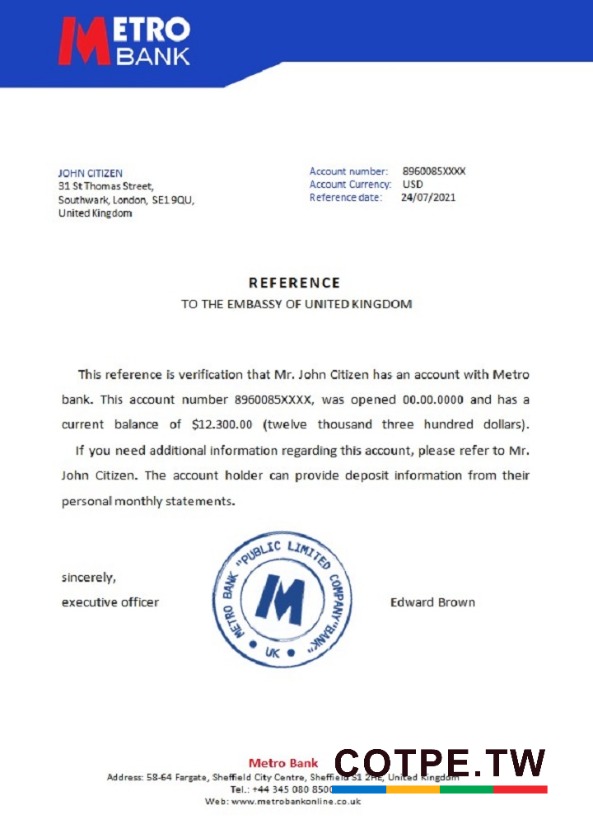 METRO
BANK
JOHN CITIZEN
31 St Thomas Street,
Southwark, London, SE1 9QU,
United Kingdom
Account number: 8960085XXXX
Account Currency: USD
Reference date: 24/07/2021
REFERENCE
TO THE EMBASSY OF UNITED KINGDOM
This reference is verification that Mr. John Citizen has an account with Metro
bank. This account number 8960085XXXX, was opened 00.00.0000 and has a
current balance of $12.300.00 (twelve thousand three hundred dollars).
If you need additional information regarding this account, please refer to Mr.
John Citizen. The account holder can provide deposit information from their
personal monthly statements.
METRO BANK "PUBLIC LIMITED COMPANY"BANK"
UK
sincerely,
executive officer
Edward Brown
Metro Bank
COTPE.TW
Address: 58-64 Fargate, Sheffield City Centre, Sheffield S1 2HE, United Kingdom
Tel.: +44 345 080 8500
Web: www.metrobankonline.co.uk